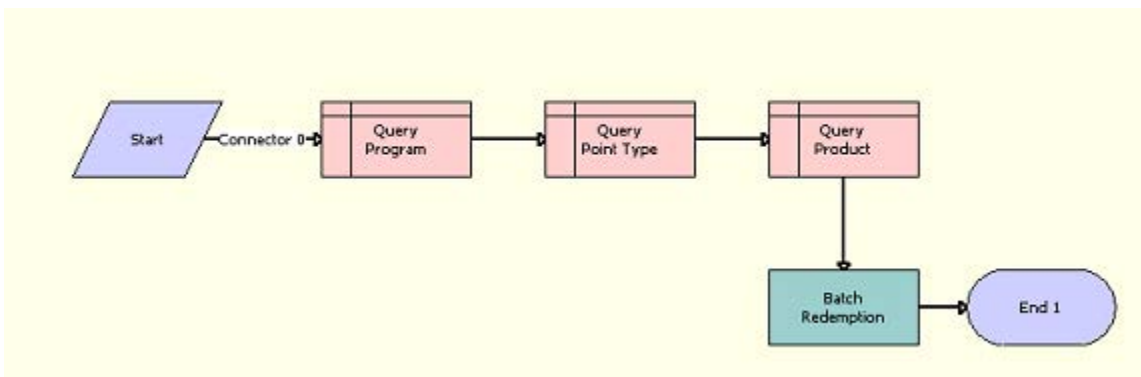 Start
Connector 0
Query
Program
Query
Point Type
Query
Product
Batch
Redemption
End 1